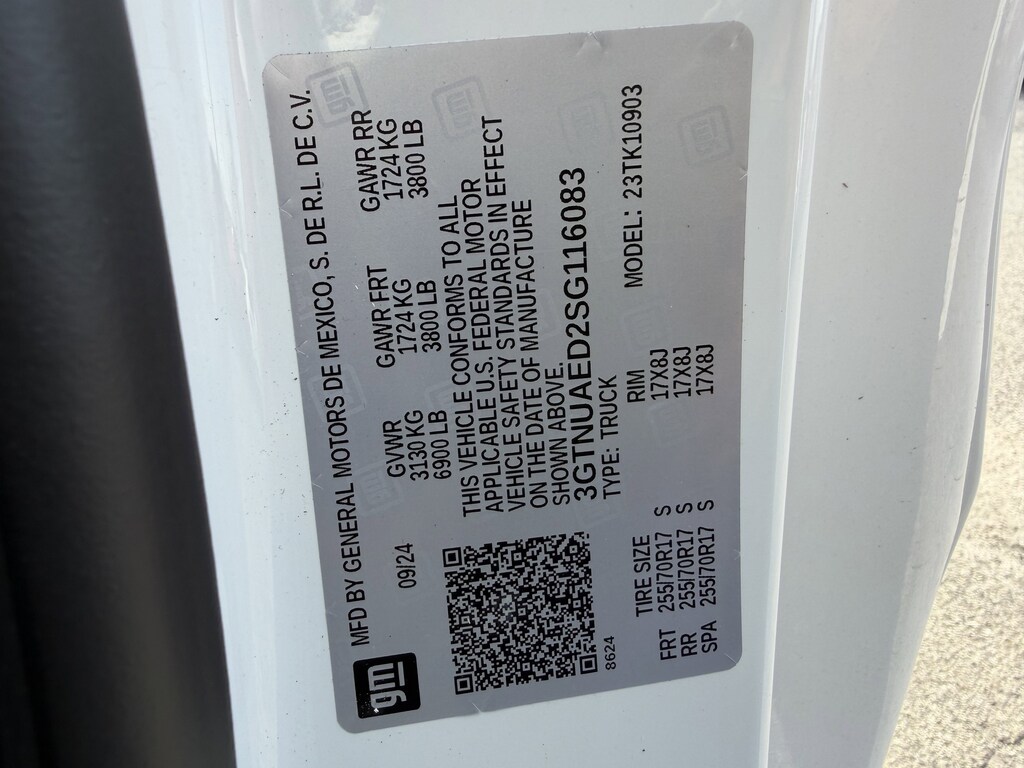 gm MFD BY GENERAL MOTORS DE MEXICO, S. DE R.L. DE C.V.
09/24 GVWR GAWR FRT GAWR RR
3130 KG 1724 KG 1724 KG
6900 LB 3800 LB 3800 LB
THIS VEHICLE CONFORMS TO ALL
APPLICABLE U.S. FEDERAL MOTOR
VEHICLE SAFETY STANDARDS IN EFFECT
ON THE DATE OF MANUFACTURE
SHOWN ABOVE.
3GTNUAED2SG116083
8624 TYPE: TRUCK MODEL: 23TK10903
TIRE SIZE RIM
FRT 255/70R17 S 17X8J
RR 255/70R17 S 17X8J
SPA 255/70R17 S 17X8J